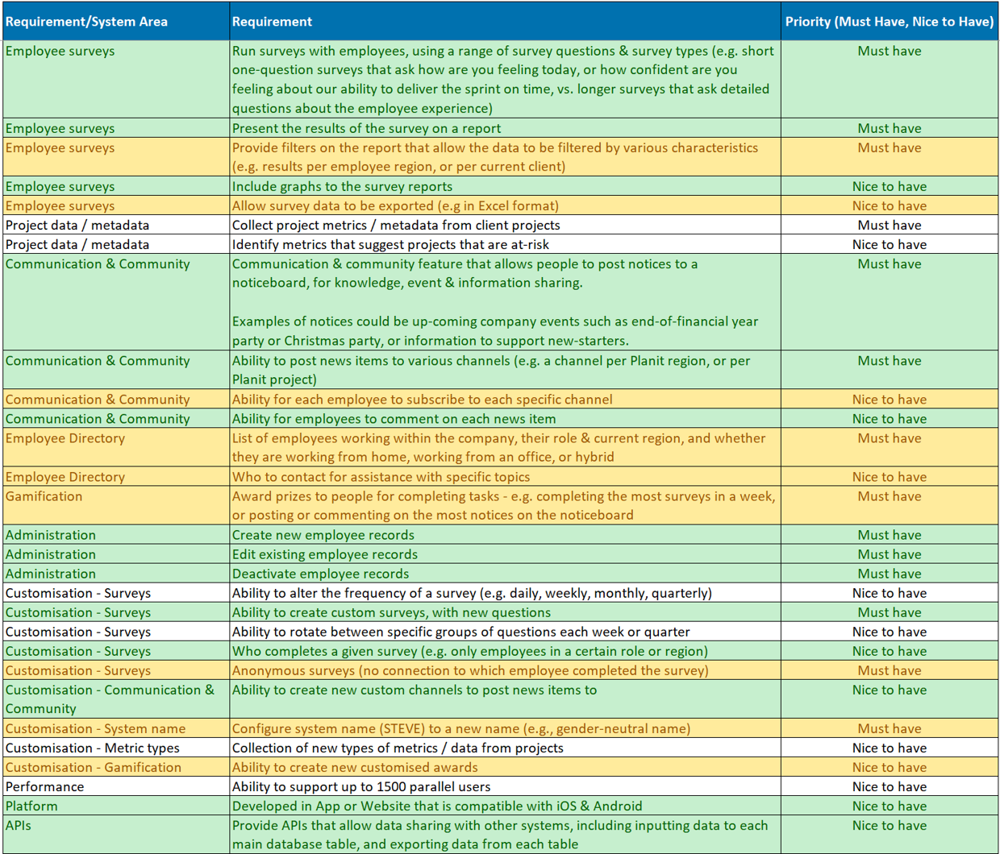 Requirement/System Area Requirement Priority (Must Have, Nice to Have)
Employee surveys Run surveys with employees, using a range of survey questions & survey types (e.g. short Must have
one-question surveys that ask how are you feeling today, or how confident are you
feeling about our ability to deliver the sprint on time, vs. longer surveys that ask detailed
questions about the employee experience)
Employee surveys Present the results of the survey on a report Must have
Employee surveys Provide filters on the report that allow the data to be filtered by various characteristics Must have
(e.g. results per employee region, or per current client)
Employee surveys Include graphs to the survey reports Nice to have
Employee surveys Allow survey data to be exported (e.g in Excel format) Nice to have
Project data / metadata Collect project metrics / metadata from client projects Must have
Project data / metadata Identify metrics that suggest projects that are at-risk Nice to have
Communication & Community Communication & community feature that allows people to post notices to a Must have
noticeboard, for knowledge, event & information sharing.
Examples of notices could be up-coming company events such as end-of-financial year
party or Christmas party, or information to support new-starters.
Communication & Community Ability to post news items to various channels (e.g. a channel per Planit region, or per Must have
Planit project)
Communication & Community Ability for each employee to subscribe to each specific channel Nice to have
Communication & Community Ability for employees to comment on each news item Nice to have
Employee Directory List of employees working within the company, their role & current region, and whether Must have
they are working from home, working from an office, or hybrid
Employee Directory Who to contact for assistance with specific topics Nice to have
Gamification Award prizes to people for completing tasks - e.g. completing the most surveys in a week, Must have
or posting or commenting on the most notices on the noticeboard
Administration Create new employee records Must have
Administration Edit existing employee records Must have
Administration Deactivate employee records Must have
Customisation - Surveys Ability to alter the frequency of a survey (e.g. daily, weekly, monthly, quarterly) Nice to have
Customisation - Surveys Ability to create custom surveys, with new questions Must have
Customisation - Surveys Ability to rotate between specific groups of questions each week or quarter Nice to have
Customisation - Surveys Who completes a given survey (e.g. only employees in a certain role or region) Nice to have
Customisation - Surveys Anonymous surveys (no connection to which employee completed the survey) Must have
Customisation - Communication & Ability to create new custom channels to post news items to Nice to have
Community
Customisation - System name Configure system name (STEVE) to a new name (e.g., gender-neutral name) Must have
Customisation - Metric types Collection of new types of metrics / data from projects Nice to have
Customisation - Gamification Ability to create new customised awards Nice to have
Performance Ability to support up to 1500 parallel users Nice to have
Platform Developed in App or Website that is compatible with iOS & Android Nice to have
APIs Provide APIs that allow data sharing with other systems, including inputting data to each Nice to have
main database table, and exporting data from each table